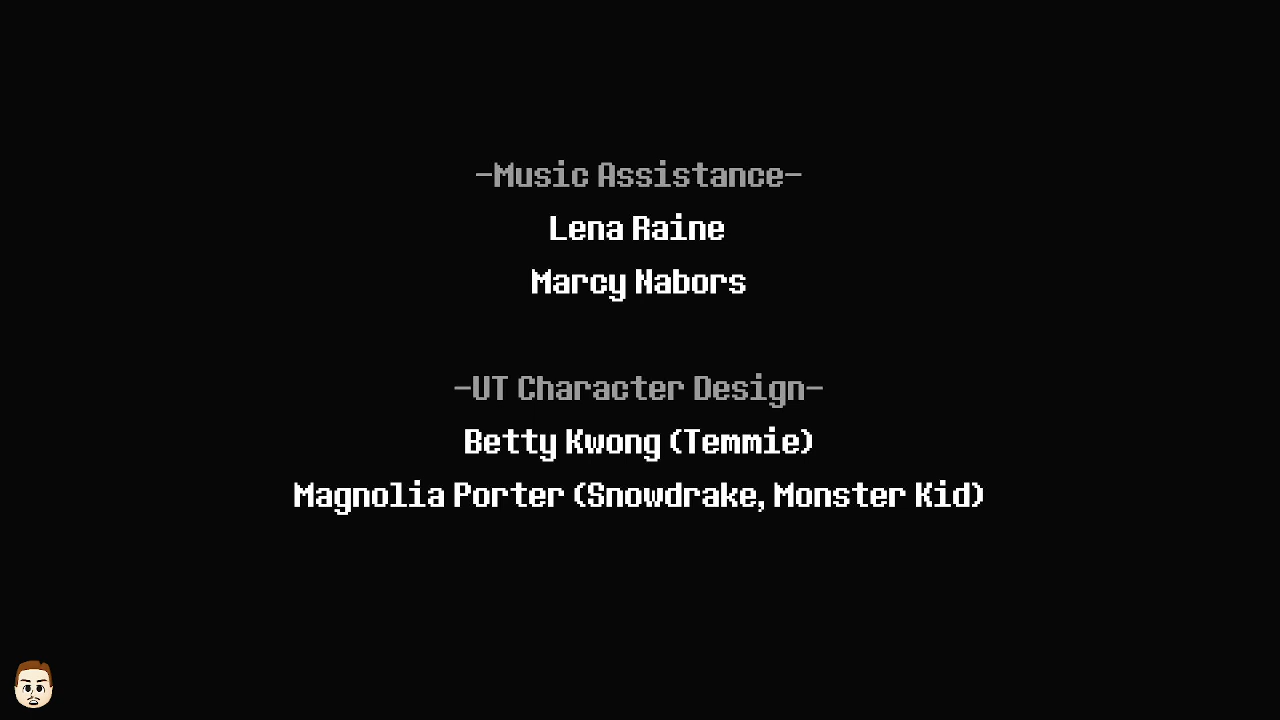 -Music Assistance-
Lena Raine
Marcy Nabors
-UT Character Design-
Betty Kwong (Temmie)
Magnolia Porter (Snowdrake, Monster Kid)